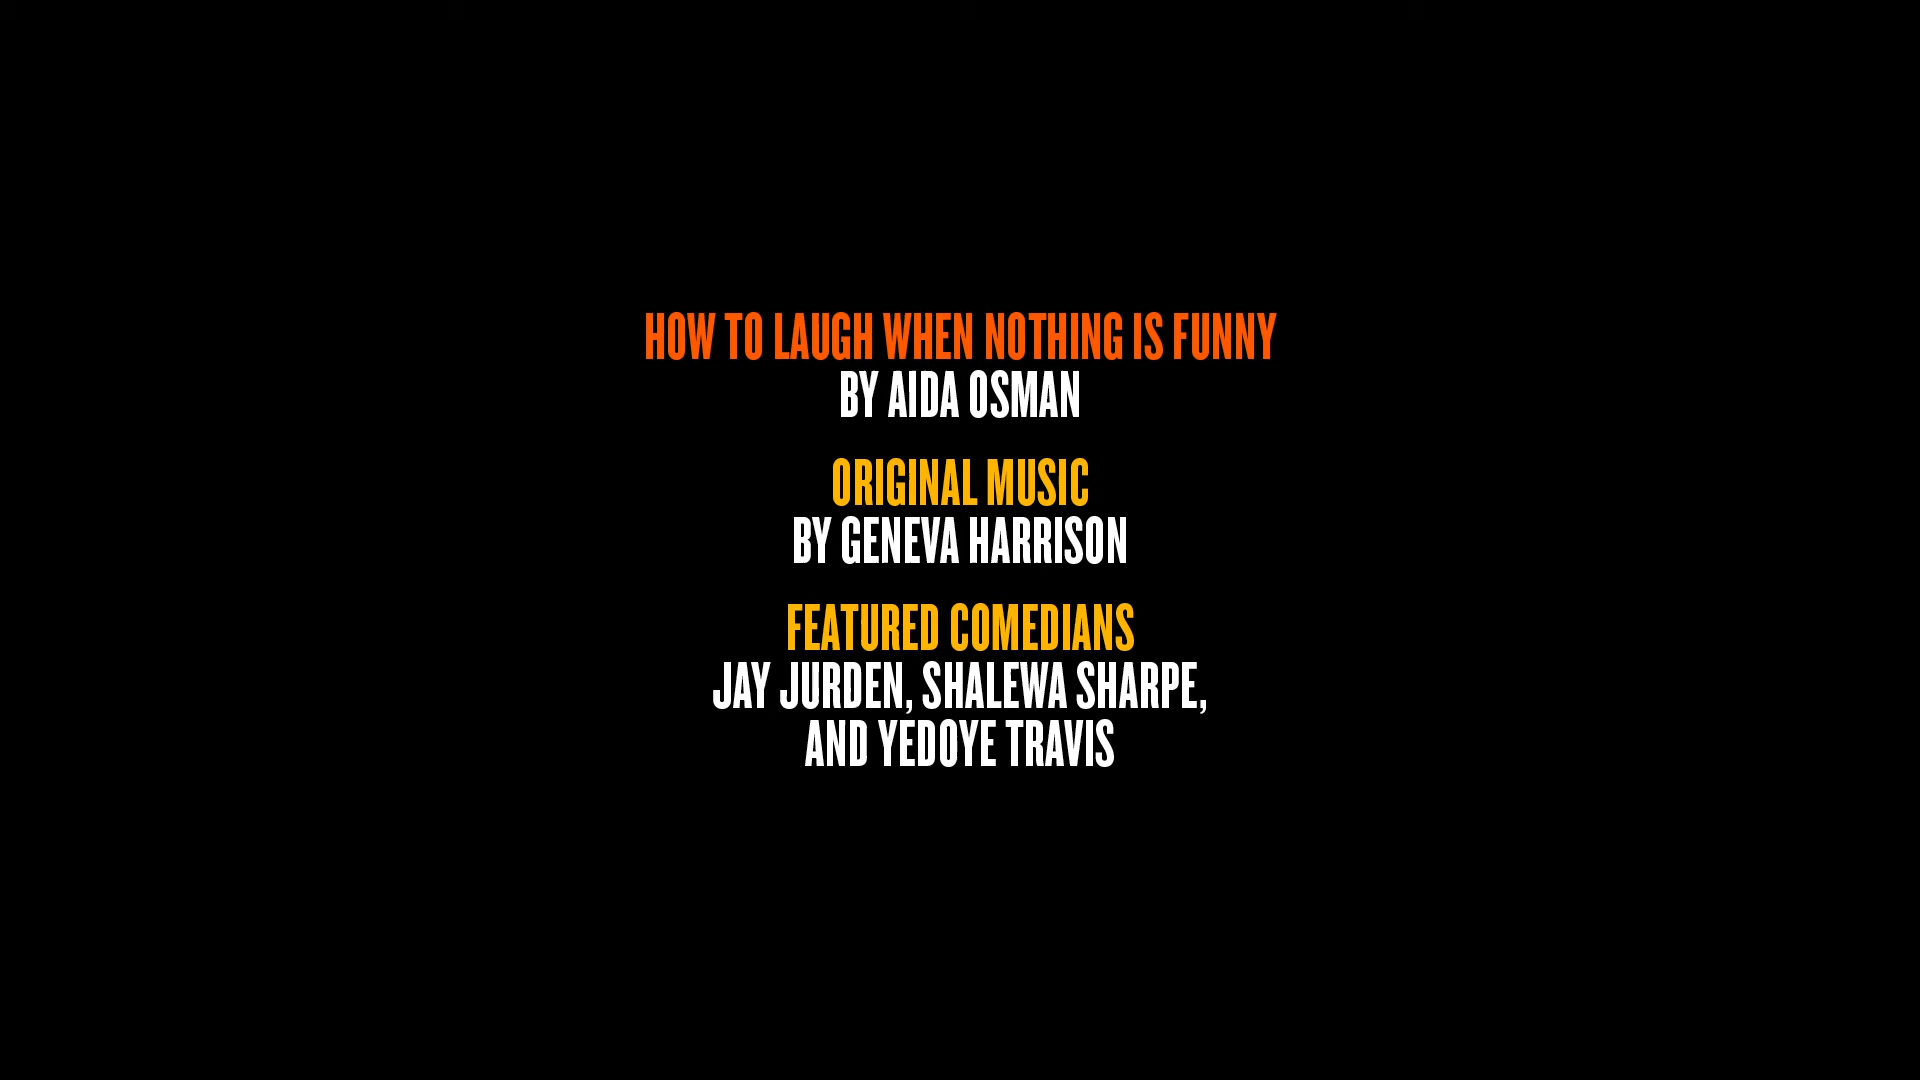 HOW TO LAUGH WHEN NOTHING IS FUNNY
BY AIDA OSMAN
ORIGINAL MUSIC
BY GENEVA HARRISON
FEATURED COMEDIANS
JAY JURDEN, SHALEWA SHARPE,
AND YEDOYE TRAVIS